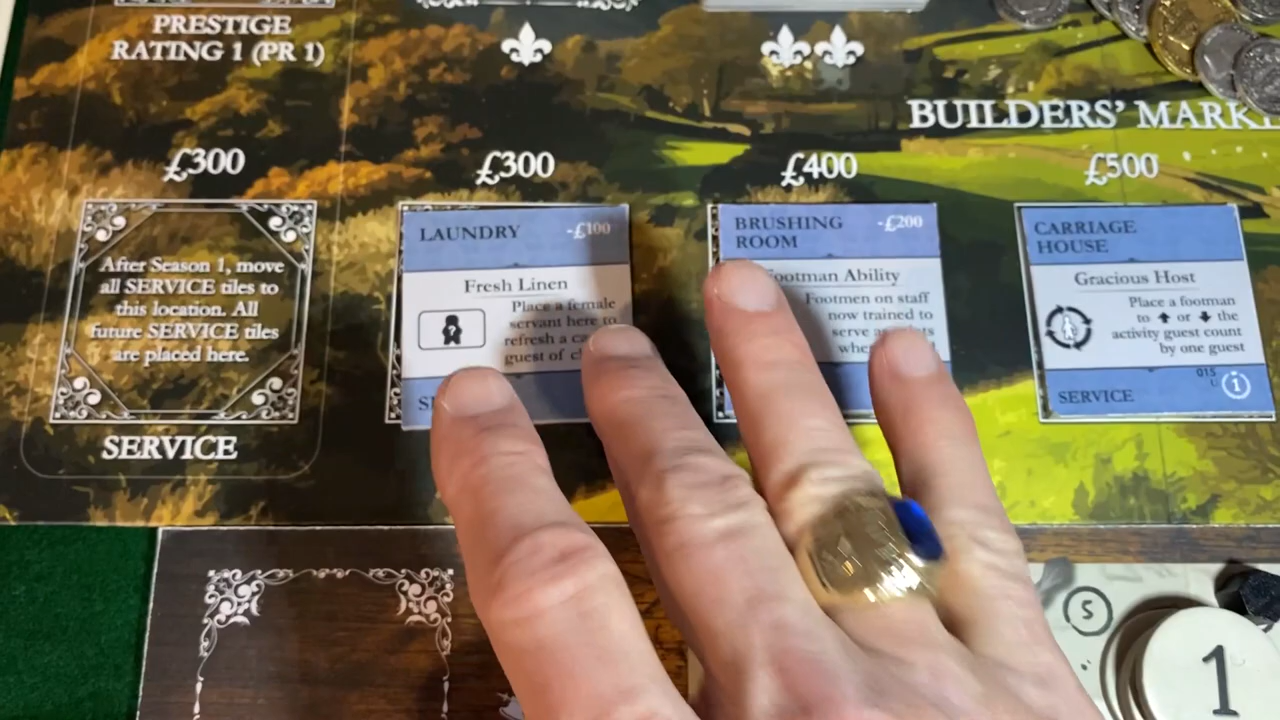 PRESTIGE
RATING 1 (PR 1)
BUILDERS' MARK
£300
£300
£400
£500
After Season 1, move
all SERVICE tiles to
this location. All
future SERVICE tiles
are placed here.
SERVICE
LAUNDRY -£100
Fresh Linen
Place a female
servant here to
refresh a
guest of
?
BRUSHING
ROOM -£200
Footman Ability
Footmen on staff
now trained to
serve
CARRIAGE
HOUSE
Gracious Host
Place a footman
to ⬆ or ⬇ the
activity guest count
by one guest
SERVICE 015
U 1
5
1